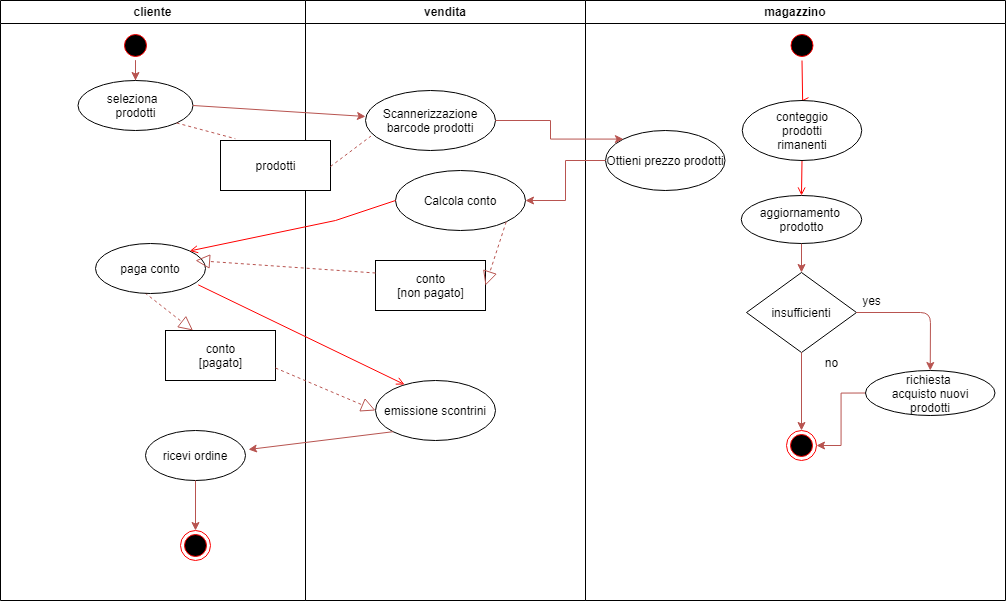 cliente
vendita
magazzino
seleziona
prodotti
Scannerizzazione
barcode prodotti
prodotti
Ottieni prezzo prodotti
Calcola conto
paga conto
conto
[non pagato]
conto
[pagato]
emissione scontrini
ricevi ordine
conteggio
prodotti
rimanenti
aggiornamento
prodotto
insufficienti
yes
no
richiesta
acquisto nuovi
prodotti